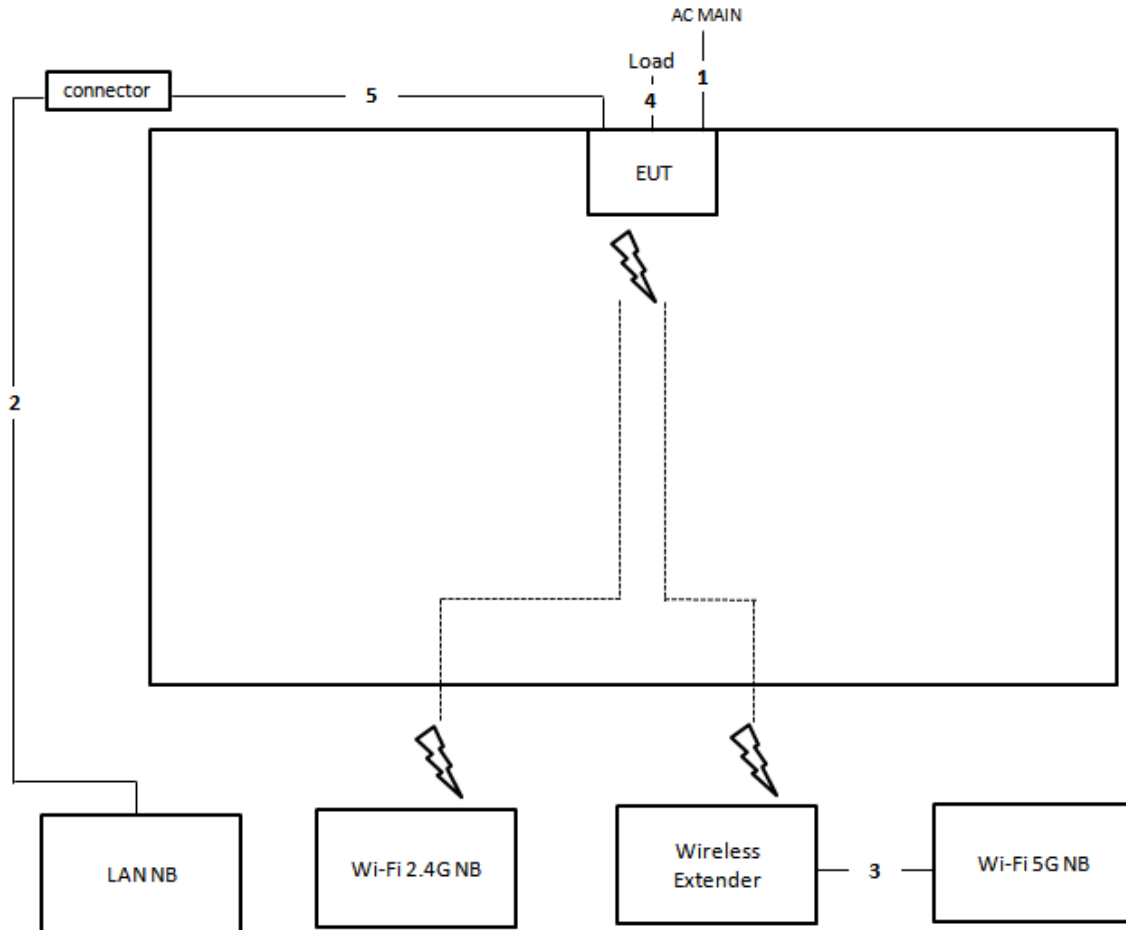 AC MAIN
Load
1
connector
5
4
EUT
2
LAN NB
Wi-Fi 2.4G NB
Wireless
Extender
3
Wi-Fi 5G NB